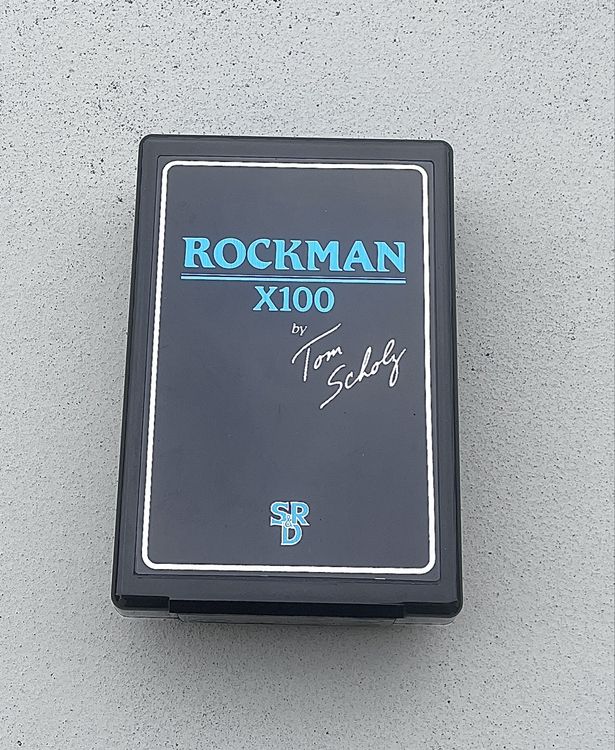 ROCKMAN
X100
by
Tom
Scholz
SR&D